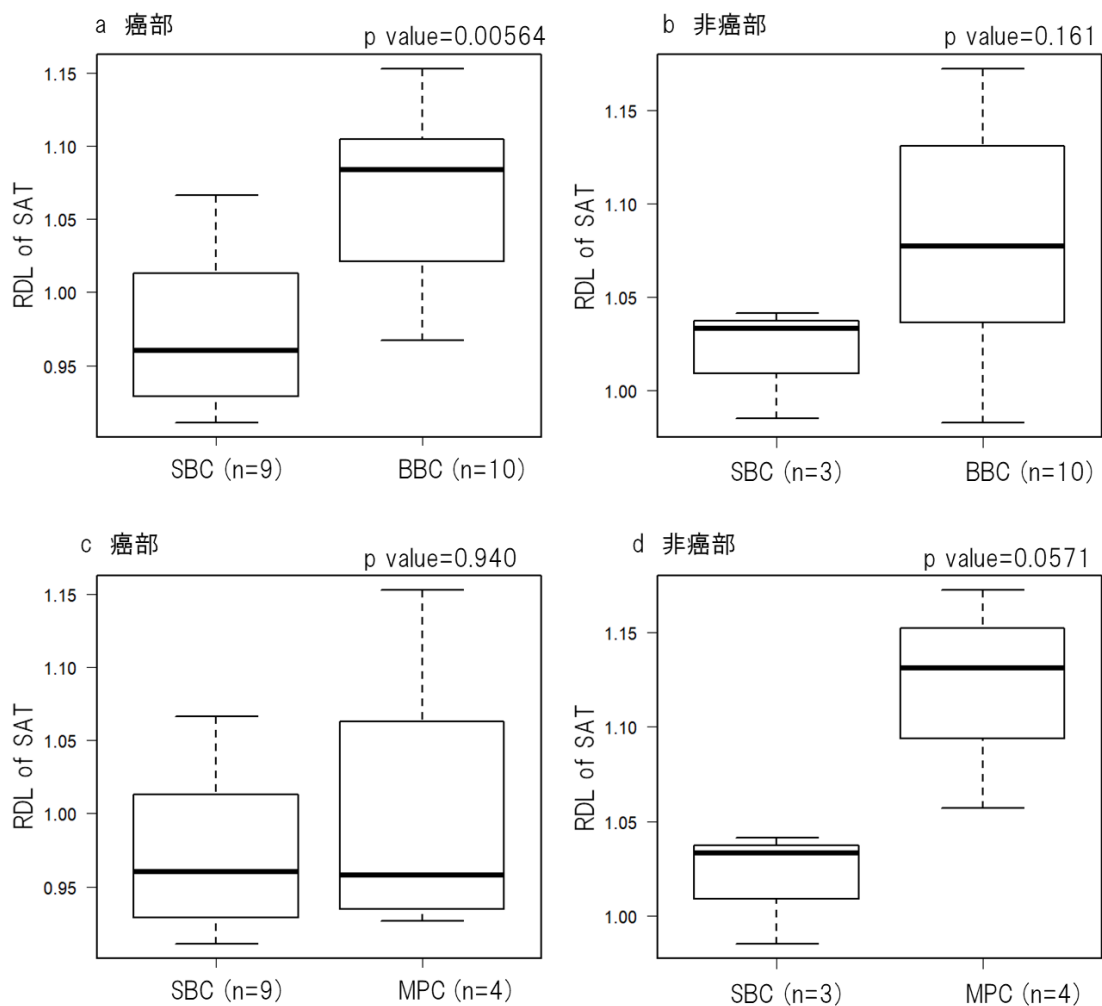 a 癌部
p value=0.00564
RDL of SAT
1.15
1.10
1.05
1.00
0.95
SBC (n=9)
BBC (n=10)
b 非癌部
p value=0.161
RDL of SAT
1.15
1.10
1.05
1.00
SBC (n=3)
BBC (n=10)
c 癌部
p value=0.940
RDL of SAT
1.15
1.10
1.05
1.00
0.95
SBC (n=9)
MPC (n=4)
d 非癌部
p value=0.0571
RDL of SAT
1.15
1.10
1.05
1.00
SBC (n=3)
MPC (n=4)